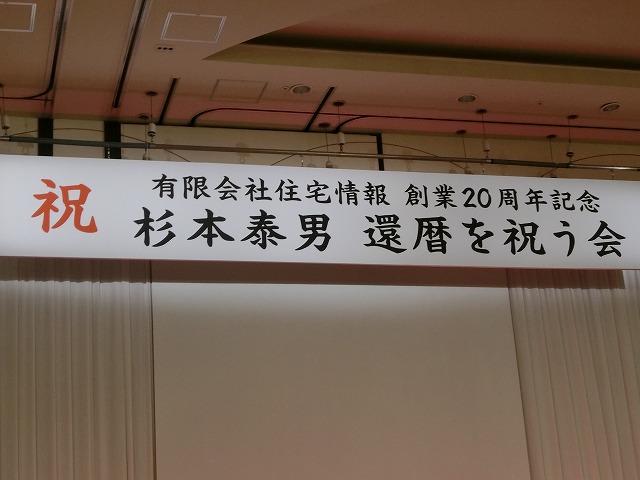 祝
有限会社住宅情報 創業20周年記念
杉本泰男 還暦を祝う会